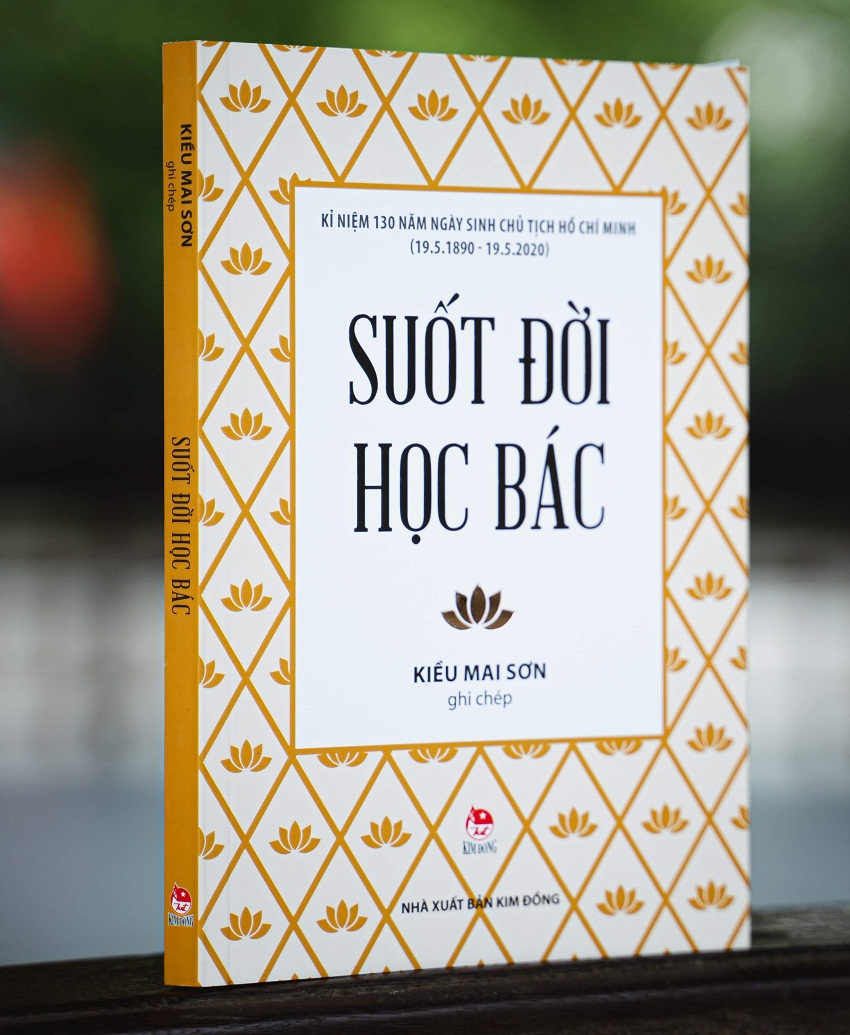 KIỀU MAI SƠN
ghi chép
SUỐT ĐỜI HỌC BÁC
KIM ĐỒNG
KỈ NIỆM 130 NĂM NGÀY SINH CHỦ TỊCH HỒ CHÍ MINH
(19.5.1890 - 19.5.2020)
SUỐT ĐỜI
HỌC BÁC
KIỀU MAI SƠN
ghi chép
KIM ĐỒNG
NHÀ XUẤT BẢN KIM ĐỒNG